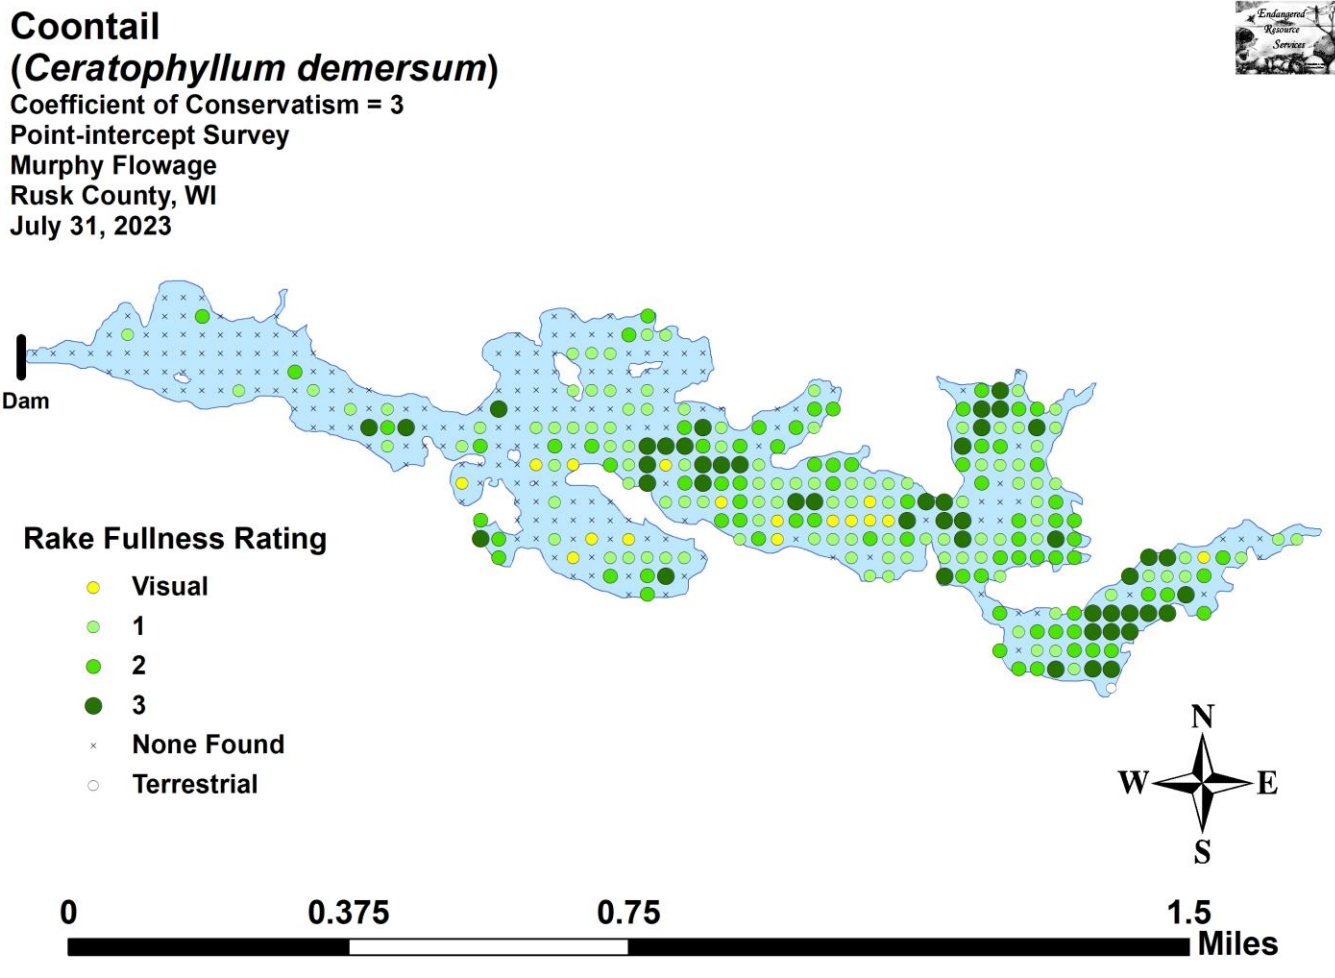 Coontail
(Ceratophyllum demersum)
Coefficient of Conservatism = 3
Point-intercept Survey
Murphy Flowage
Rusk County, WI
July 31, 2023
Endangered
Resource
Services
Dam
Rake Fullness Rating
Visual
1
2
3
None Found
Terrestrial
N
W E
S
0 0.375 0.75 1.5
Miles